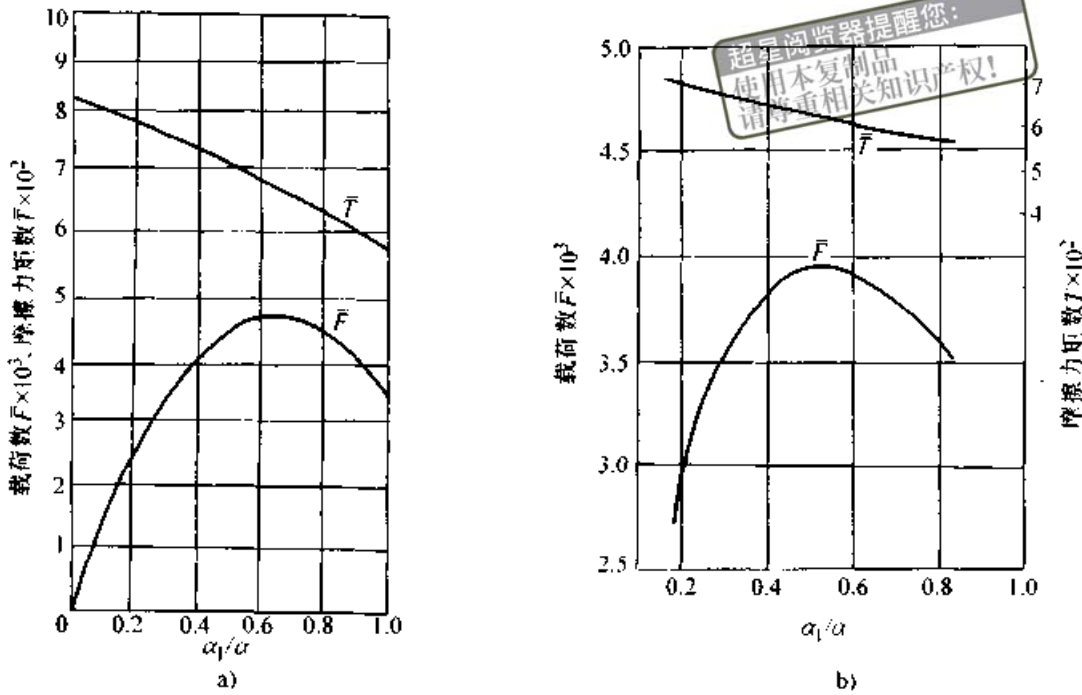 10
9
8
7
6
5
4
3
2
1
0
0.2
0.4
0.6
0.8
1.0
载荷数F̄×10³、摩擦力矩数T̄×10²
T̄
F̄
α₁/α
a)
超星阅览器提醒您:
使用本复制品
请尊重相关知识产权!
5.0
4.5
4.0
3.5
3.0
2.5
0.2
0.4
0.6
0.8
1.0
7
6
5
4
载荷数F̄×10³
摩擦力矩数T̄×10²
T̄
F̄
α₁/α
b)